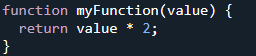 function myFunction(value) {
  return value * 2;
}